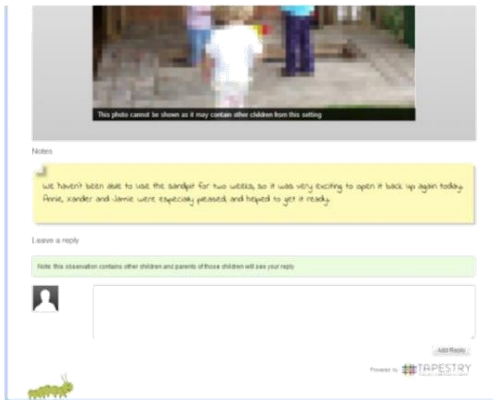 This photo cannot be shown as it may contain other children from this setting
Notes
We haven't been able to use the sandpit for two weeks, so it was very exciting to open it back up again today.
Annie, Xander and Jamie were especially pleased, and helped to get it ready.
Leave a reply
Note: this observation contains other children and parents of those children will see your reply
Add Reply
Powered by TAPESTRY